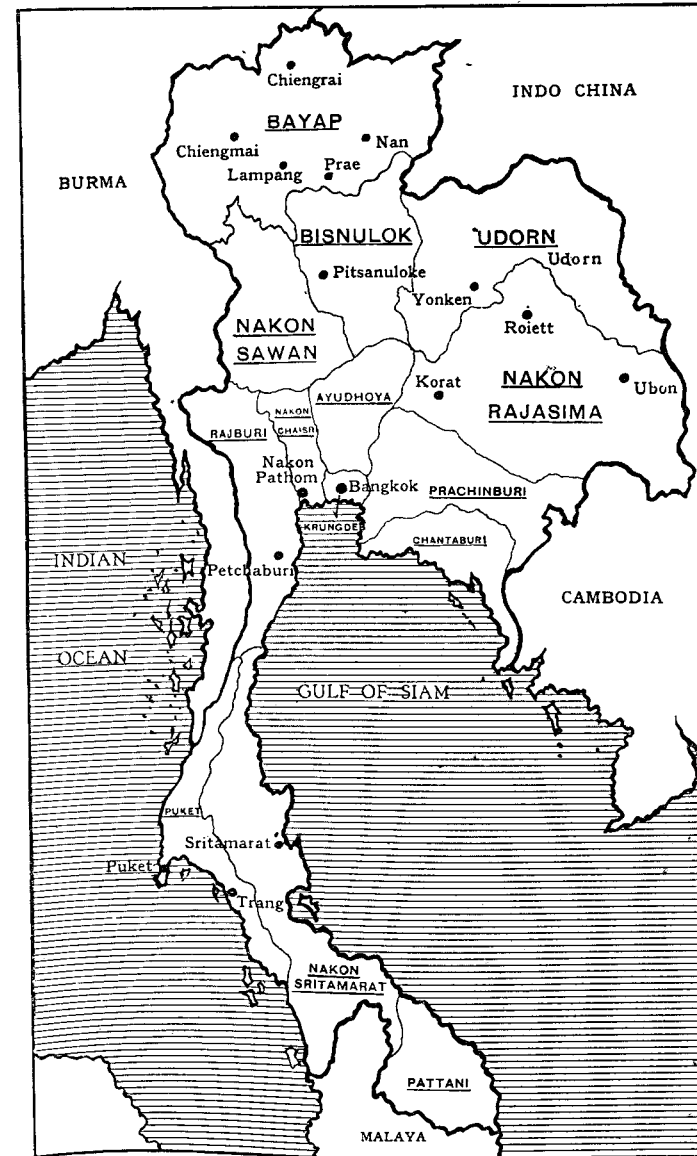 Chiengrai
INDO CHINA
BAYAP
Chiengmai
Nan
Lampang
Prae
BURMA
BISNULOK
UDORN
Udorn
Pitsanuloke
Yonken
NAKON
SAWAN
Roiett
AYUDHOYA
Korat
NAKON
RAJASIMA
Ubon
NAKON
CHAISRI
RAJBURI
Nakon
Pathom
Bangkok
PRACHINBURI
KRUNGDEB
CHANTABURI
INDIAN
OCEAN
Petchaburi
CAMBODIA
GULF OF SIAM
PUKET
Sritamarat
Puket
Trang
NAKON
SRITAMARAT
PATTANI
MALAYA